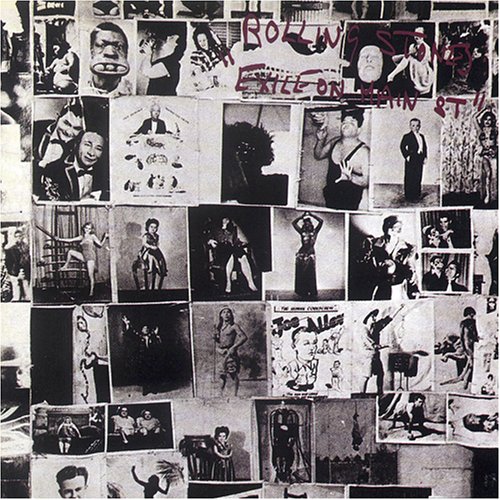 "ROLLING STONES
EXILE ON MAIN ST"
"THE HUMAN CORKSCREW"
Joe Allen